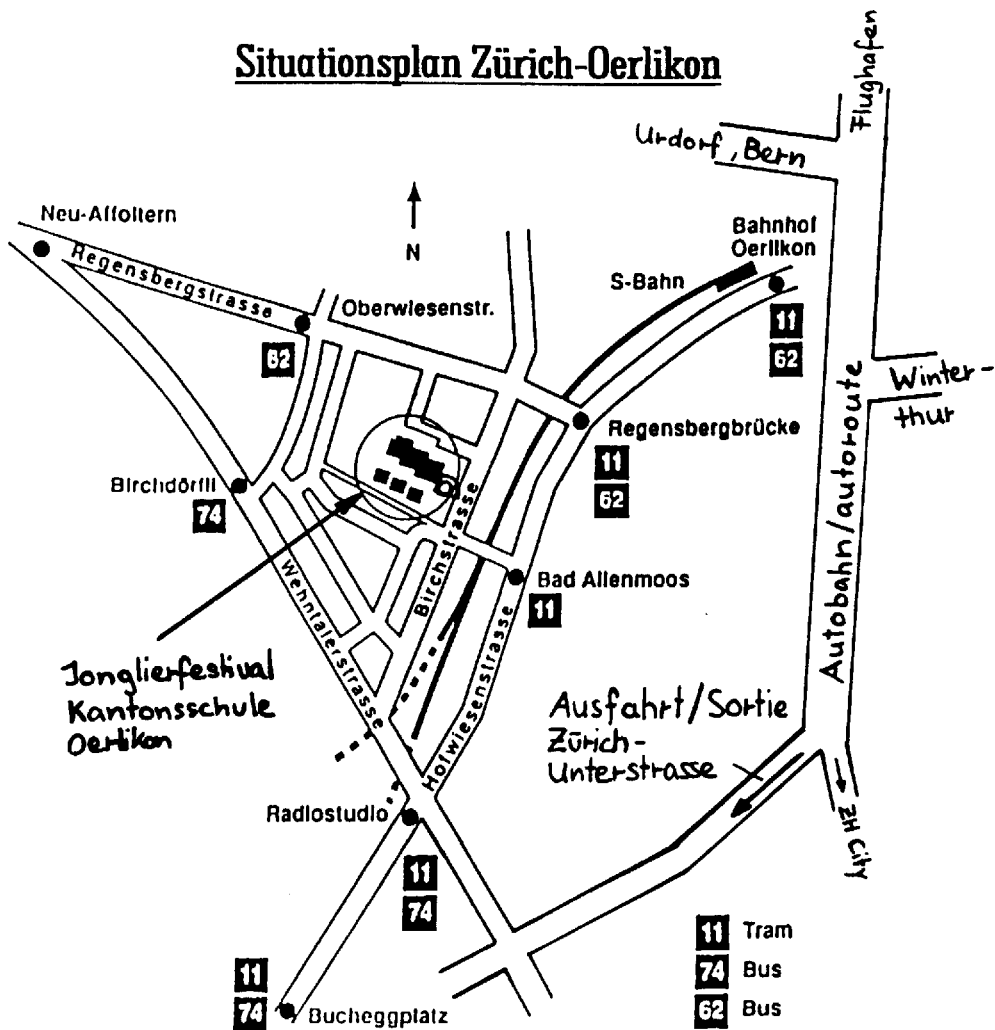 Situationsplan Zürich-Oerlikon
Flughafen
Urdorf, Bern
Neu-Affoltern
N
Bahnhof
Oerlikon
S-Bahn
Regensbergstrasse
Oberwiesenstr.
11
62
62
Winter-
thur
Regensbergbrücke
11
62
Birchdörfli
74
Autobahn/autoroute
Birchstrasse
Bad Allenmoos
11
Wehntalerstrasse
Hofwiesenstrasse
Jonglierfestival
Kantonsschule
Oerlikon
Ausfahrt/Sortie
Zürich-
Unterstrasse
ZH City
Radiostudio
11
74
11
74
Bucheggplatz
11 Tram
74 Bus
62 Bus